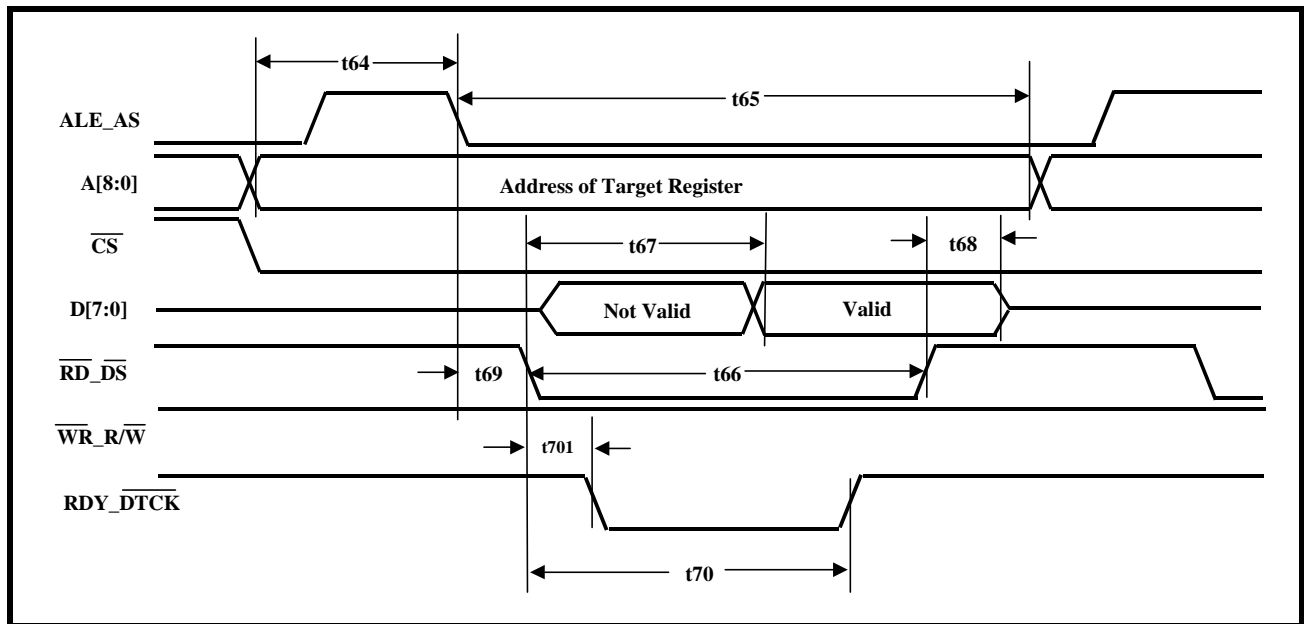 t64
t65
ALE_AS
A[8:0]
Address of Target Register
CS
t67
t68
D[7:0]
Not Valid
Valid
RD_DS
t69
t66
WR_R/W
t701
RDY_DTCK
t70